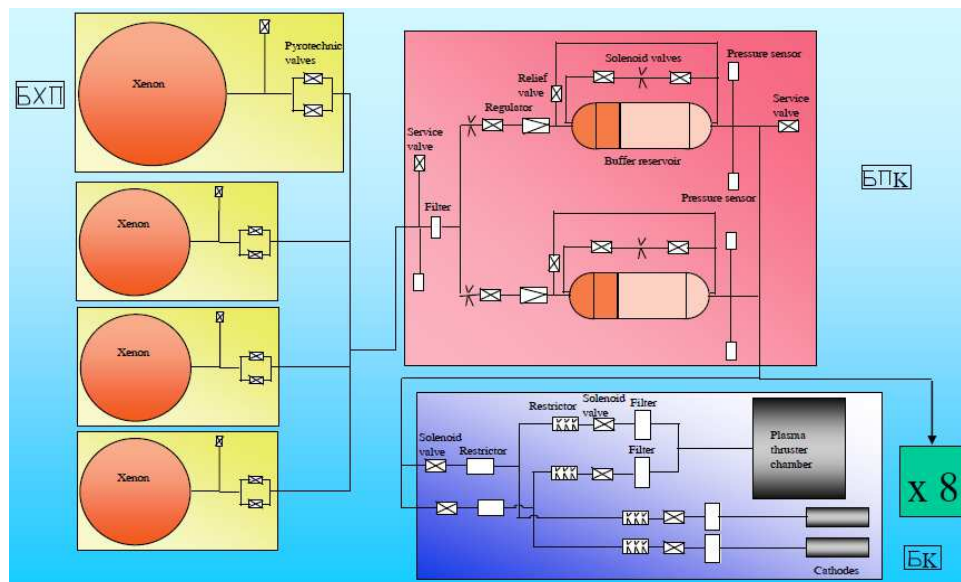 БХП
Xenon
Pyrotechnic
valves
Xenon
Xenon
Xenon
Service
valve
Filter
Regulator
Relief
valve
Solenoid valves
Pressure sensor
Service
valve
Buffer reservoir
Pressure sensor
БПК
Solenoid
valve
Restrictor
Restrictor
Solenoid
valve
Filter
Filter
Plasma
thruster
chamber
Cathodes
x 8
БК